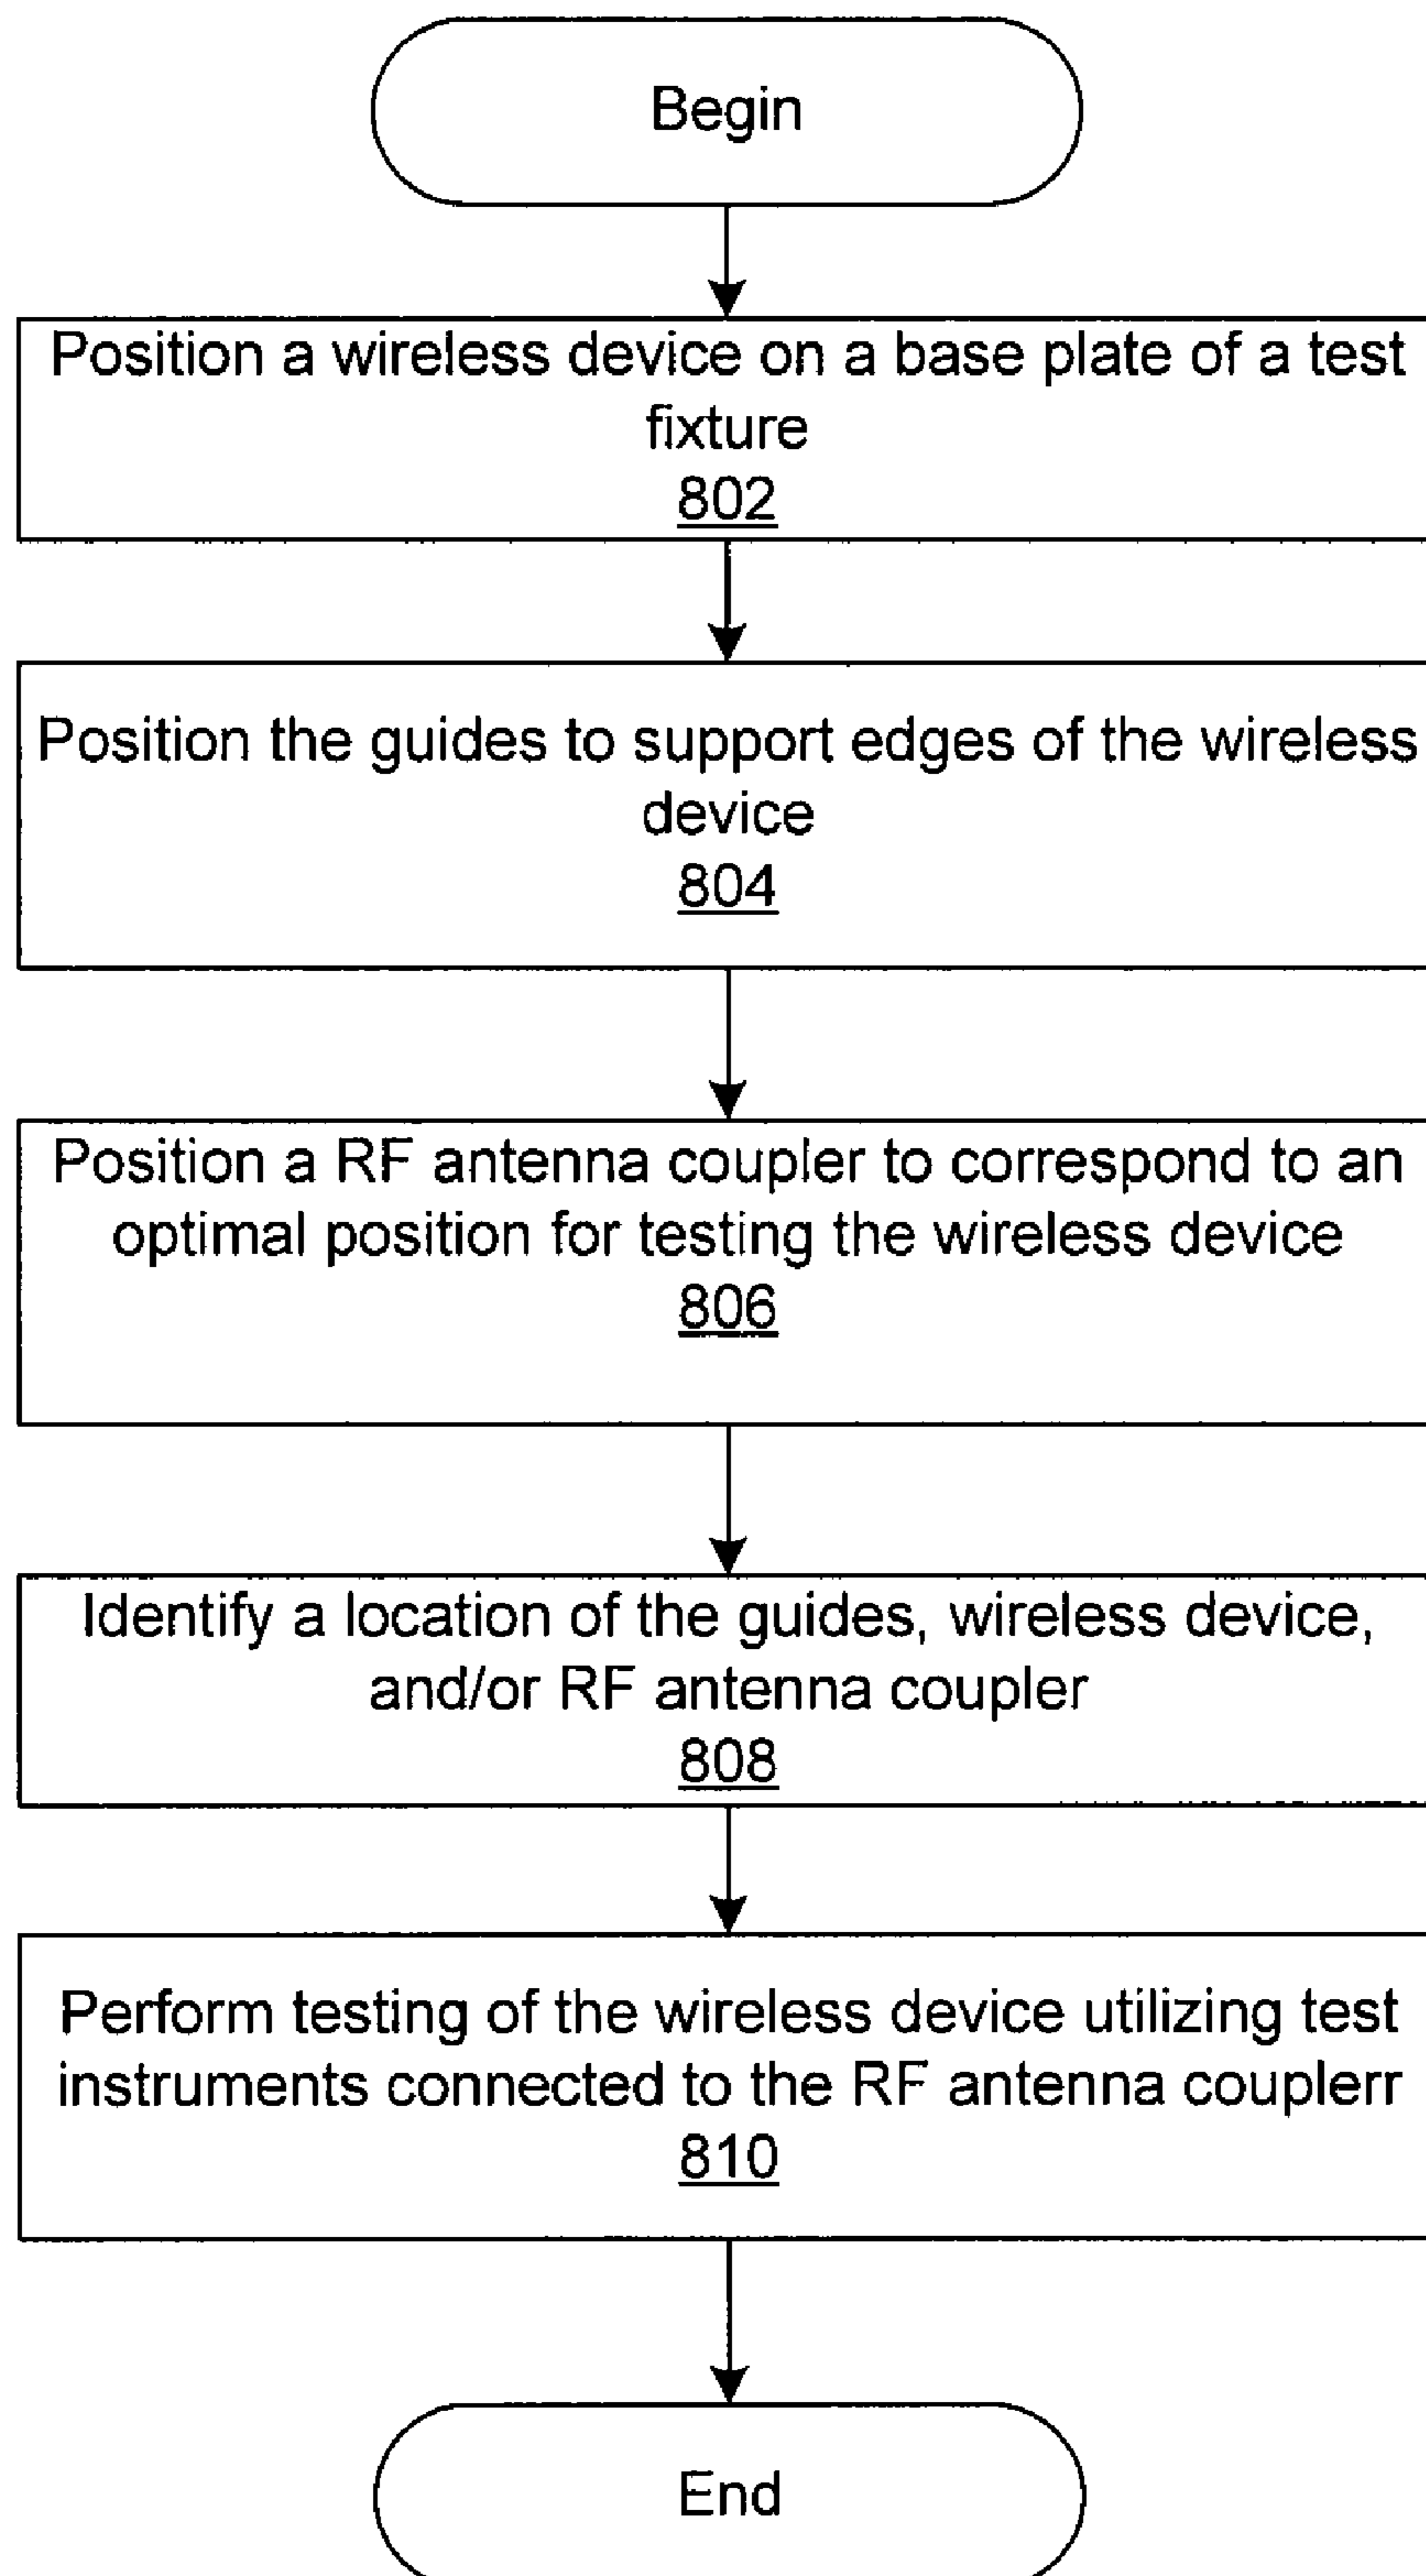 Begin
Position a wireless device on a base plate of a test
fixture
802
Position the guides to support edges of the wireless
device
804
Position a RF antenna coupler to correspond to an
optimal position for testing the wireless device
806
Identify a location of the guides, wireless device,
and/or RF antenna coupler
808
Perform testing of the wireless device utilizing test
instruments connected to the RF antenna couplerr
810
End